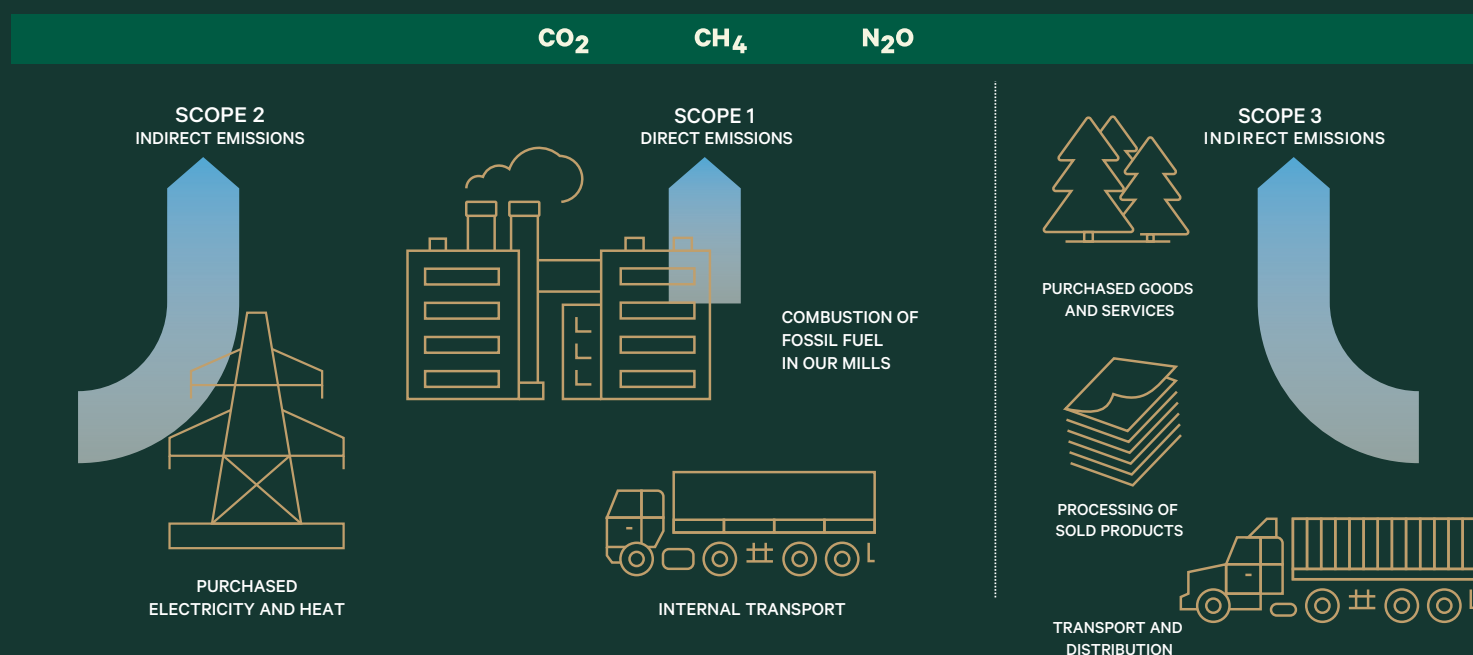 CO2 CH4 N2O
SCOPE 2
INDIRECT EMISSIONS
PURCHASED
ELECTRICITY AND HEAT
SCOPE 1
DIRECT EMISSIONS
COMBUSTION OF
FOSSIL FUEL
IN OUR MILLS
INTERNAL TRANSPORT
SCOPE 3
INDIRECT EMISSIONS
PURCHASED GOODS
AND SERVICES
PROCESSING OF
SOLD PRODUCTS
TRANSPORT AND
DISTRIBUTION